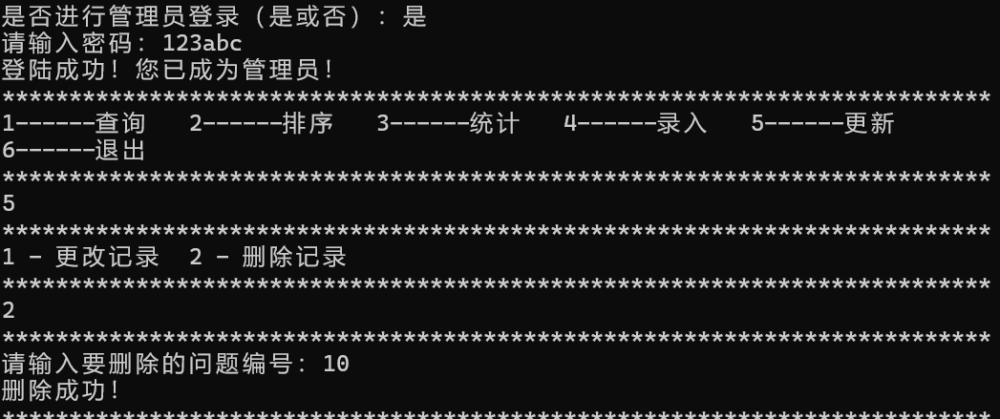 是否进行管理员登录（是或否）：是
请输入密码：123abc
登陆成功！您已成为管理员！
**************************************************************************
1------查询   2------排序   3------统计   4------录入   5------更新
6------退出
**************************************************************************
5
**************************************************************************
1 - 更改记录  2 - 删除记录
**************************************************************************
2
**************************************************************************
请输入要删除的问题编号：10
删除成功！
**************************************************************************